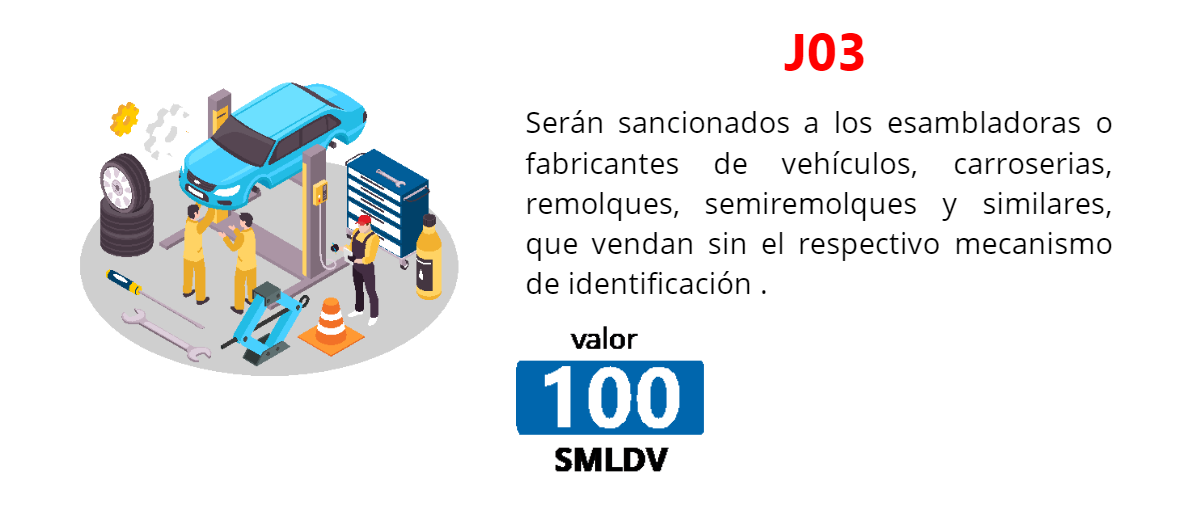 J03
Serán sancionados a los esambladoras o
fabricantes de vehículos, carroserias,
remolques, semiremolques y similares,
que vendan sin el respectivo mecanismo
de identificación .
valor
100
SMLDV